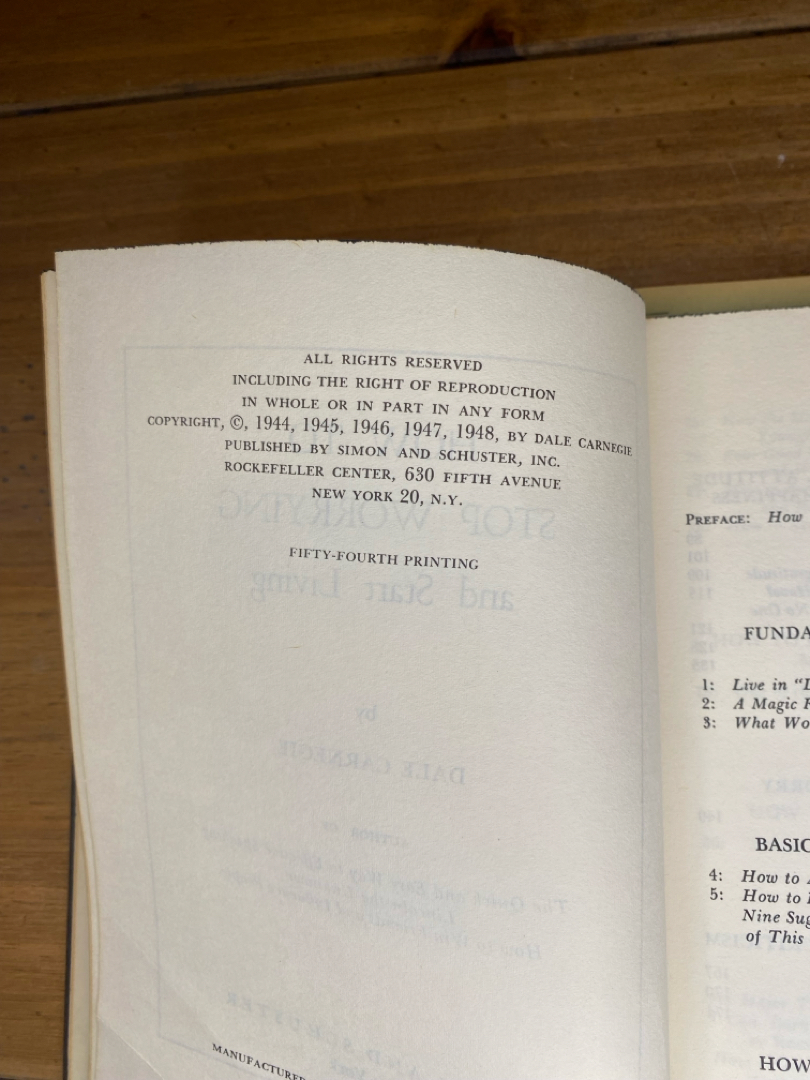 ALL RIGHTS RESERVED
INCLUDING THE RIGHT OF REPRODUCTION
IN WHOLE OR IN PART IN ANY FORM
COPYRIGHT, ©, 1944, 1945, 1946, 1947, 1948, BY DALE CARNEGIE
PUBLISHED BY SIMON AND SCHUSTER, INC.
ROCKEFELLER CENTER, 630 FIFTH AVENUE
NEW YORK 20, N.Y.
FIFTY-FOURTH PRINTING
MANUFACTURED
PREFACE: How
FUNDA
1: Live in "L
2: A Magic
3: What Wo
BASIC
4: How to
5: How to
Nine Sug
of This
HOW